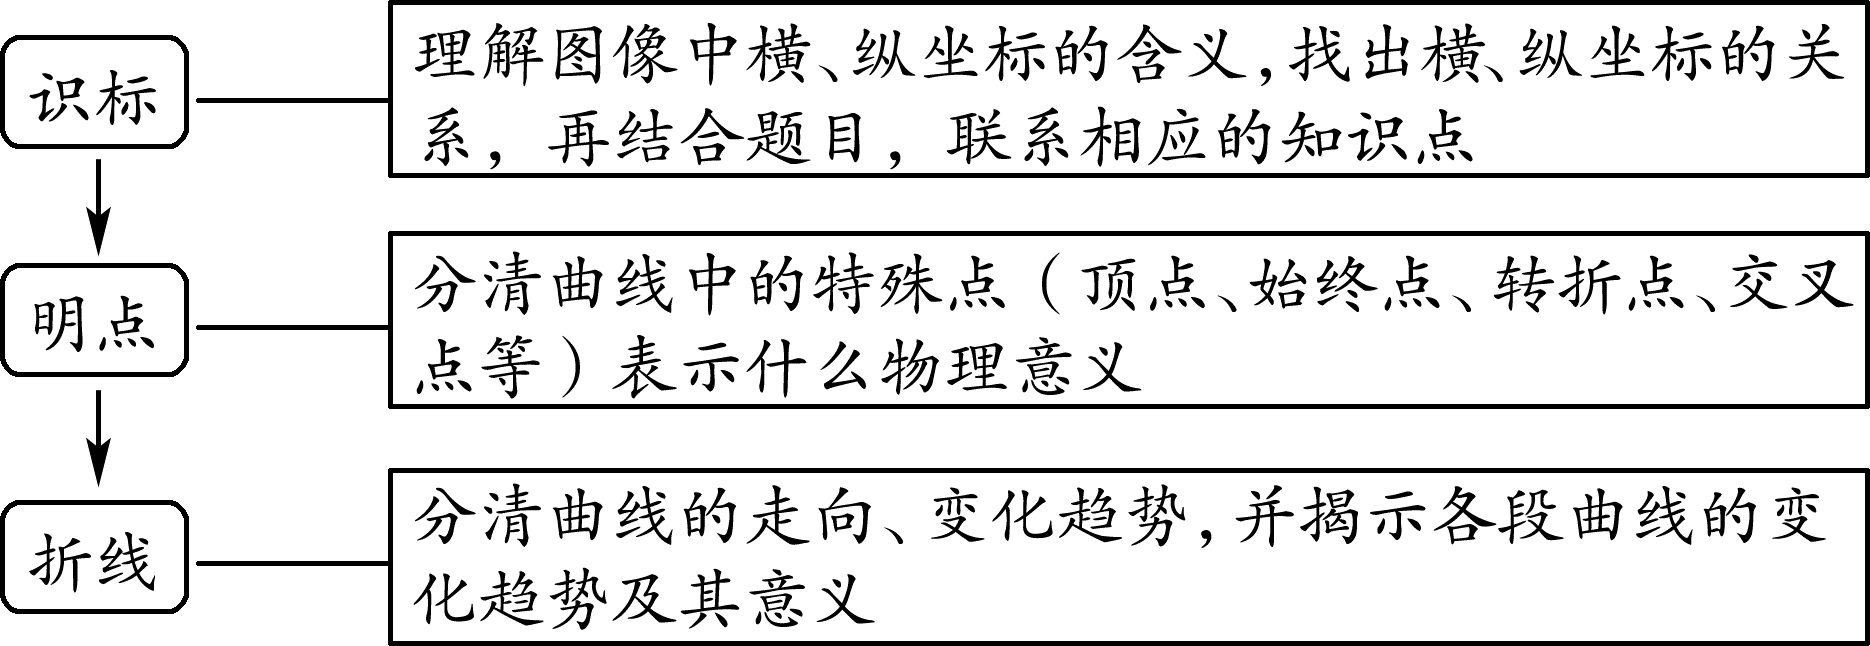 识标
理解图像中横、纵坐标的含义,找出横、纵坐标的关
系，再结合题目，联系相应的知识点
明点
分清曲线中的特殊点（顶点、始终点、转折点、交叉
点等）表示什么物理意义
折线
分清曲线的走向、变化趋势,并揭示各段曲线的变
化趋势及其意义